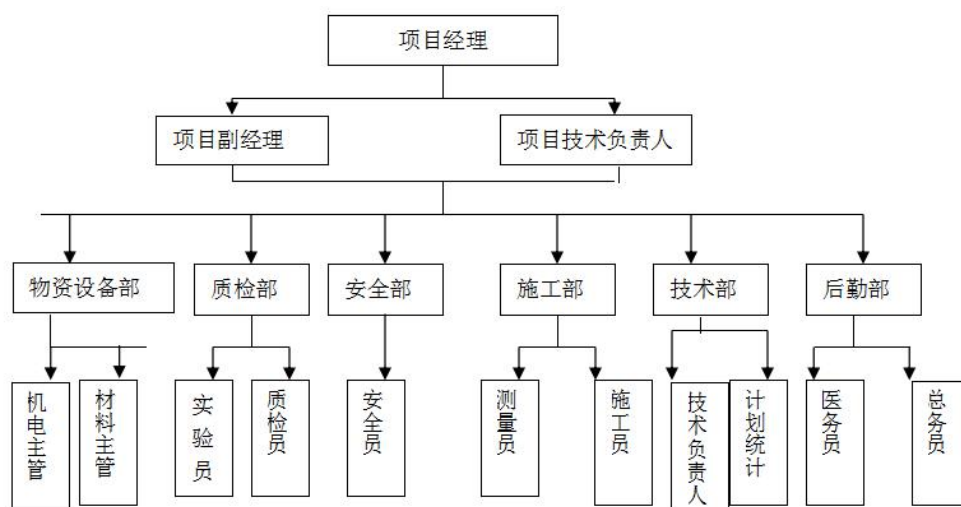 项目经理
项目副经理
项目技术负责人
物资设备部
质检部
安全部
施工部
技术部
后勤部
机电主管
材料主管
实验员
质检员
安全员
测量员
施工员
技术负责人
计划统计
医务员
总务员